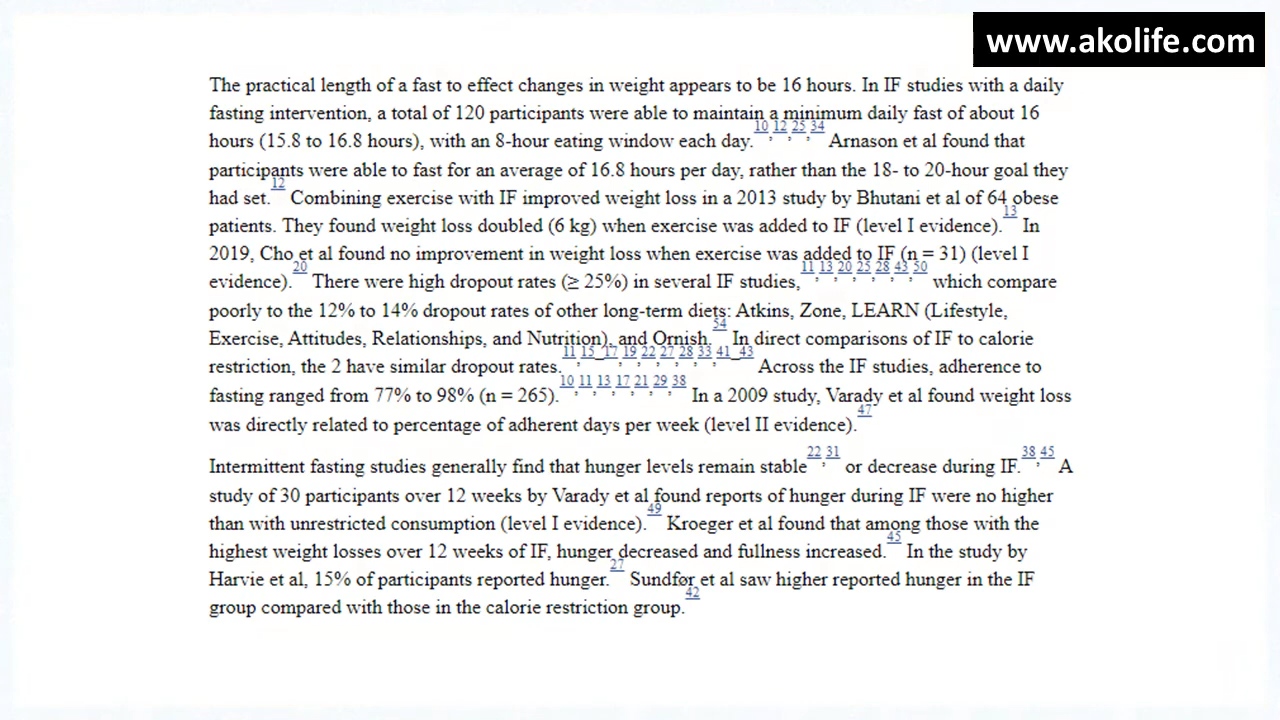 www.akolife.com
The practical length of a fast to effect changes in weight appears to be 16 hours. In IF studies with a daily
fasting intervention, a total of 120 participants were able to maintain a minimum daily fast of about 16
hours (15.8 to 16.8 hours), with an 8-hour eating window each day.10, 12, 25, 34 Arnason et al found that
participants were able to fast for an average of 16.8 hours per day, rather than the 18- to 20-hour goal they
had set.12 Combining exercise with IF improved weight loss in a 2013 study by Bhutani et al of 64 obese
patients. They found weight loss doubled (6 kg) when exercise was added to IF (level I evidence).13 In
2019, Cho et al found no improvement in weight loss when exercise was added to IF (n = 31) (level I
evidence).20 There were high dropout rates (≥ 25%) in several IF studies,11, 13, 20, 25, 28, 43, 50 which compare
poorly to the 12% to 14% dropout rates of other long-term diets: Atkins, Zone, LEARN (Lifestyle,
Exercise, Attitudes, Relationships, and Nutrition), and Ornish.54 In direct comparisons of IF to calorie
restriction, the 2 have similar dropout rates.11, 15_17, 19, 22, 27, 28, 33, 41_43 Across the IF studies, adherence to
fasting ranged from 77% to 98% (n = 265).10, 11, 13, 17, 21, 29, 38 In a 2009 study, Varady et al found weight loss
was directly related to percentage of adherent days per week (level II evidence).47
Intermittent fasting studies generally find that hunger levels remain stable22, 31 or decrease during IF.38, 45 A
study of 30 participants over 12 weeks by Varady et al found reports of hunger during IF were no higher
than with unrestricted consumption (level I evidence).49 Kroeger et al found that among those with the
highest weight losses over 12 weeks of IF, hunger decreased and fullness increased.45 In the study by
Harvie et al, 15% of participants reported hunger.27 Sundfør et al saw higher reported hunger in the IF
group compared with those in the calorie restriction group.42